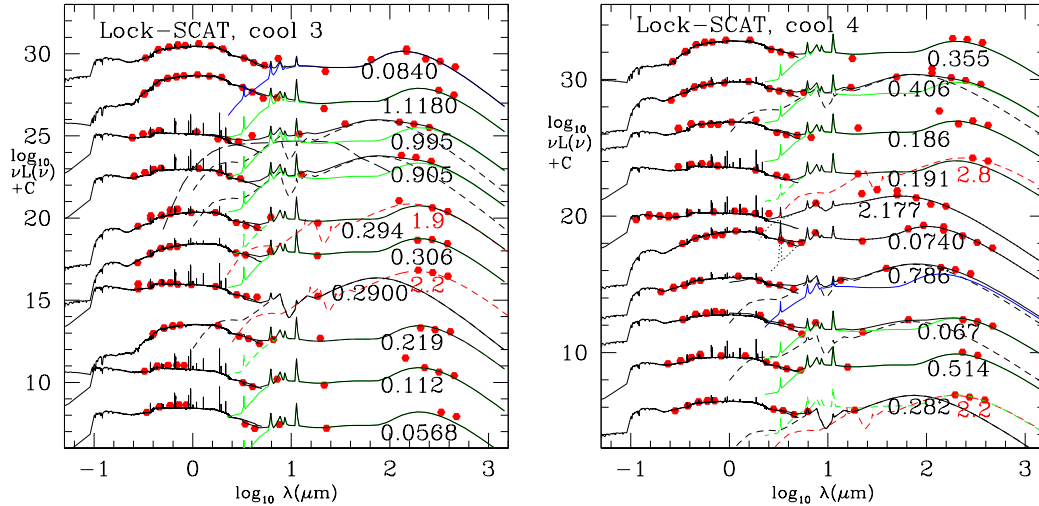 Lock-SCAT, cool 3
30
25
20
15
10
log₁₀
νL(ν)
+C
0.0840
1.1180
0.995
0.905
1.9
0.294
0.306
2.2
0.2900
0.219
0.112
0.0568
−1 0 1 2 3
log₁₀ λ(μm)
Lock-SCAT, cool 4
30
20
10
log₁₀
νL(ν)
+C
0.355
0.406
0.186
0.191 2.8
2.177
0.0740
0.786
0.067
0.514
0.282 2.2
−1 0 1 2 3
log₁₀ λ(μm)